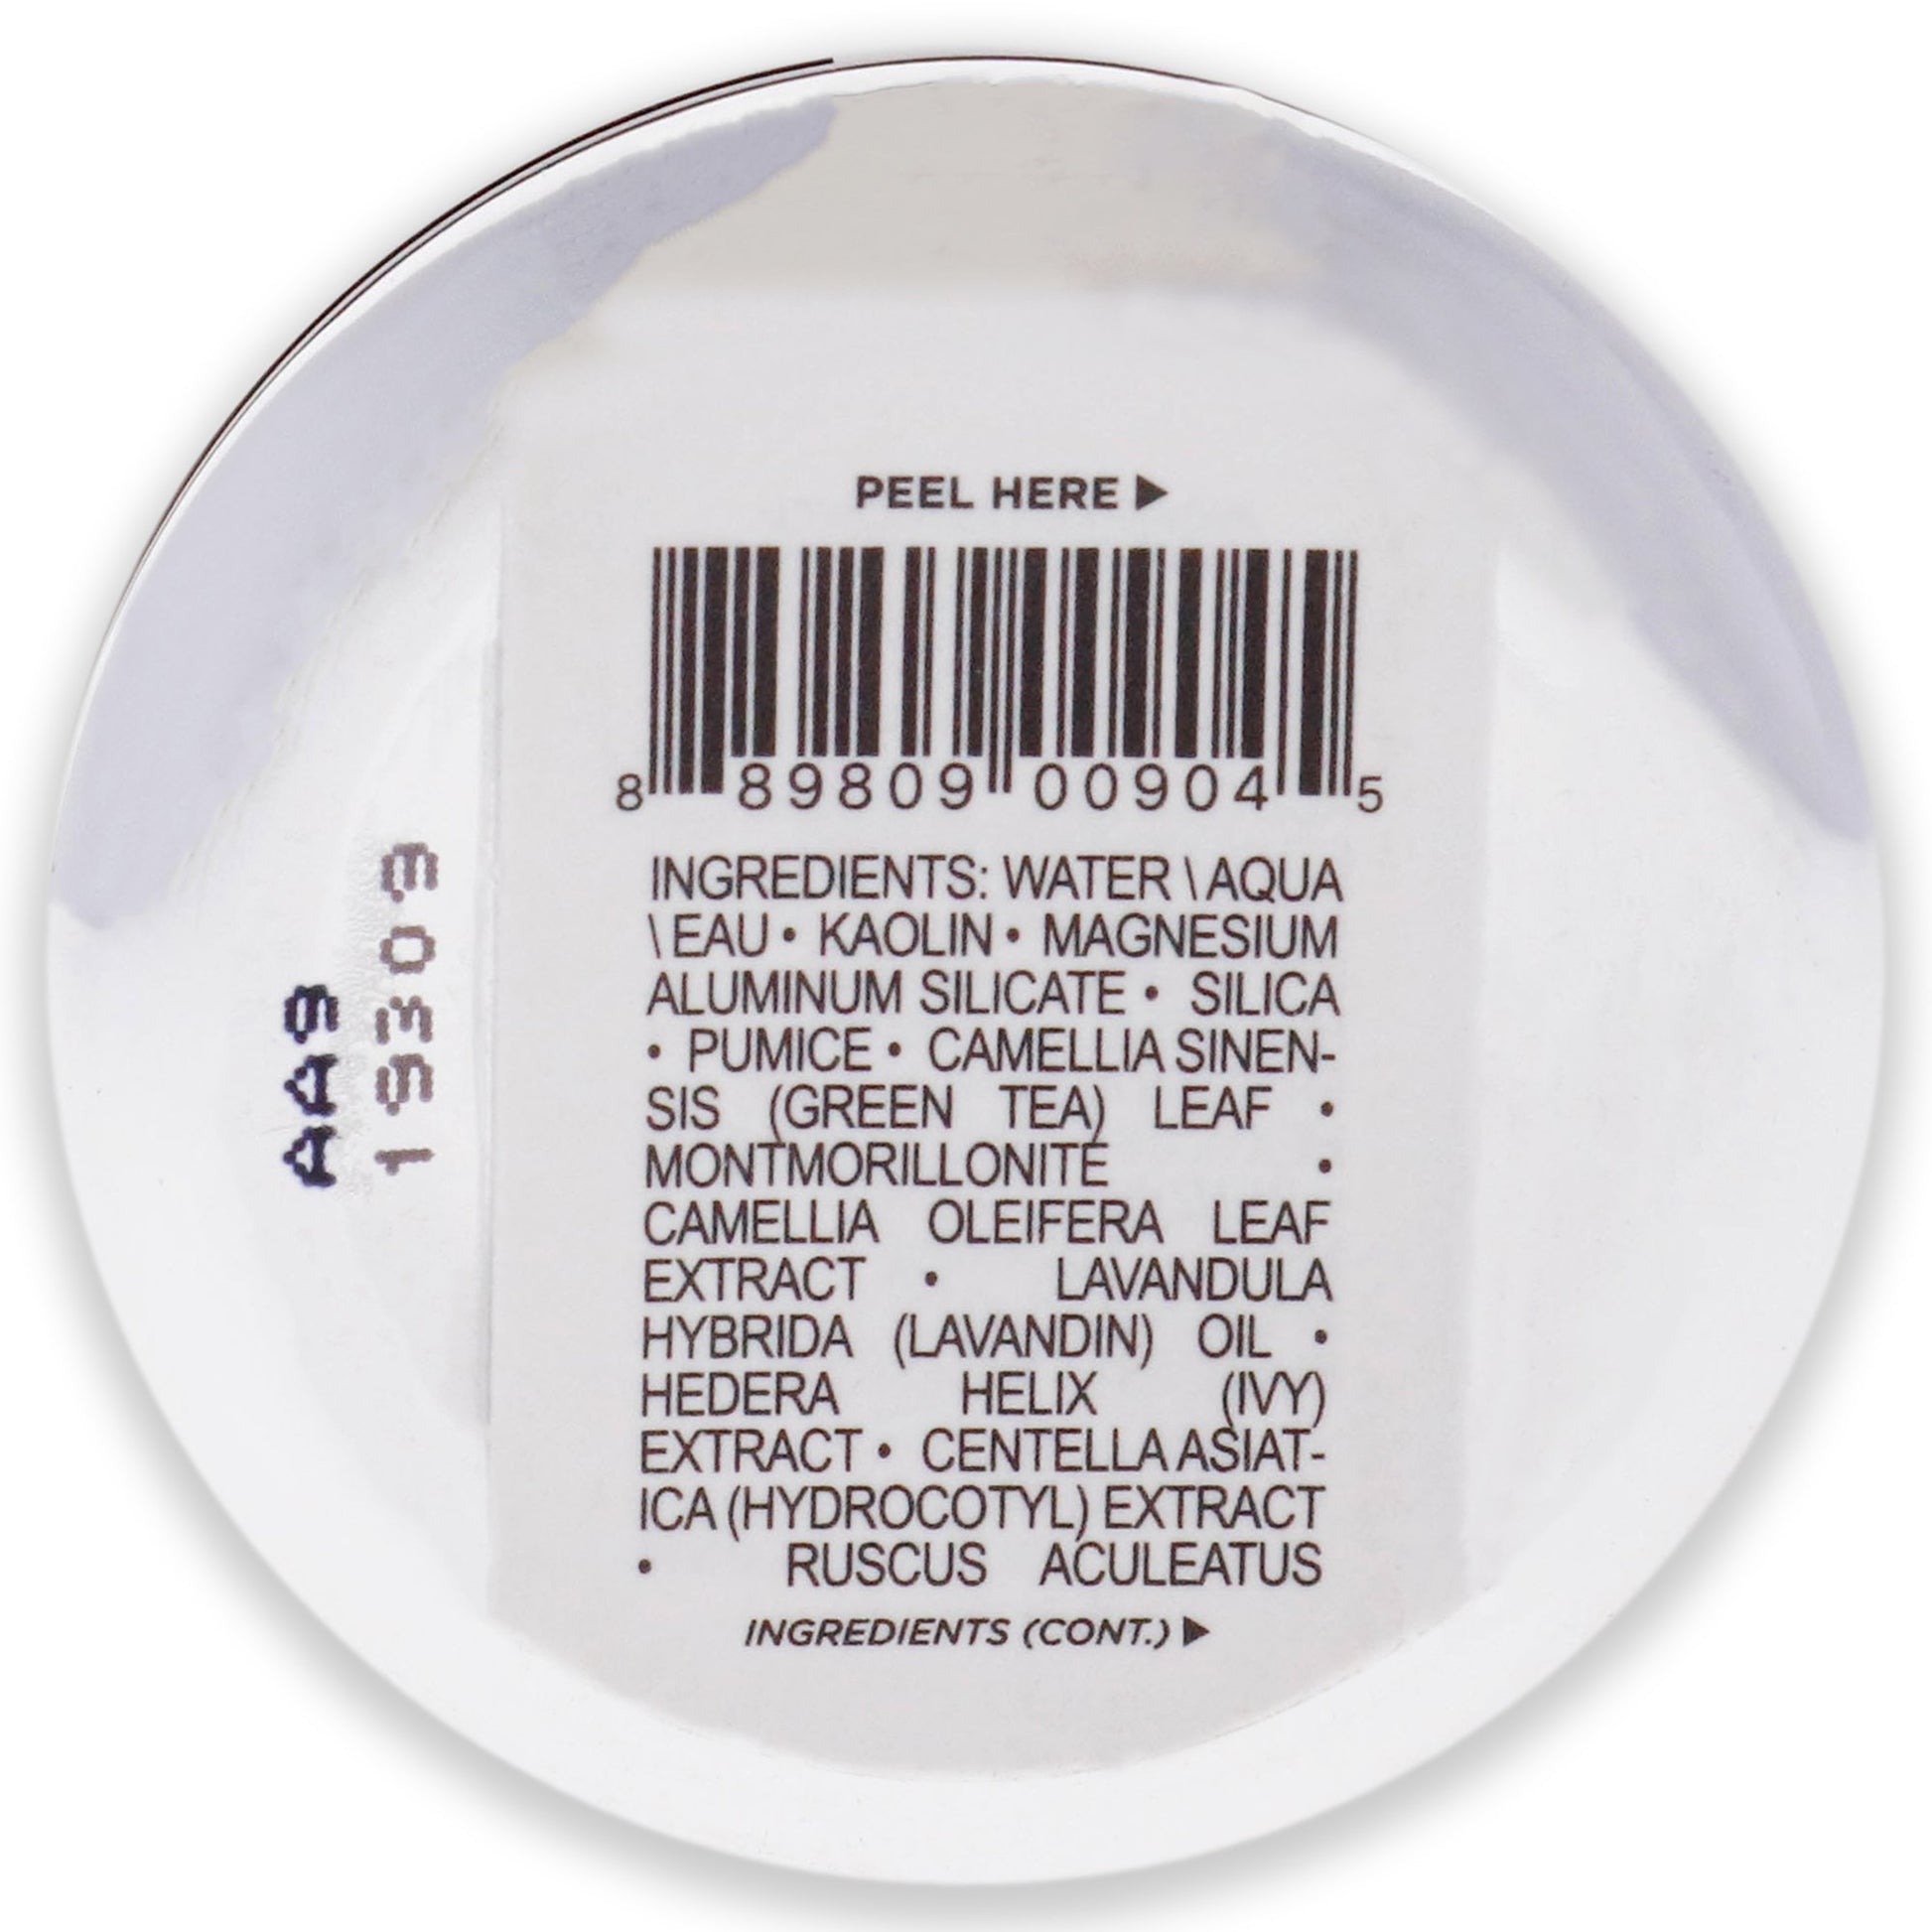 PEEL HERE ▶
8 89809 00904 5
INGREDIENTS: WATER \ AQUA
\ EAU • KAOLIN • MAGNESIUM
ALUMINUM SILICATE • SILICA
• PUMICE • CAMELLIA SINEN-
SIS (GREEN TEA) LEAF •
MONTMORILLONITE •
CAMELLIA OLEIFERA LEAF
EXTRACT • LAVANDULA
HYBRIDA (LAVANDIN) OIL •
HEDERA HELIX (IVY)
EXTRACT • CENTELLA ASIAT-
ICA (HYDROCOTYL) EXTRACT
• RUSCUS ACULEATUS
INGREDIENTS (CONT.) ▶
AA9
19303